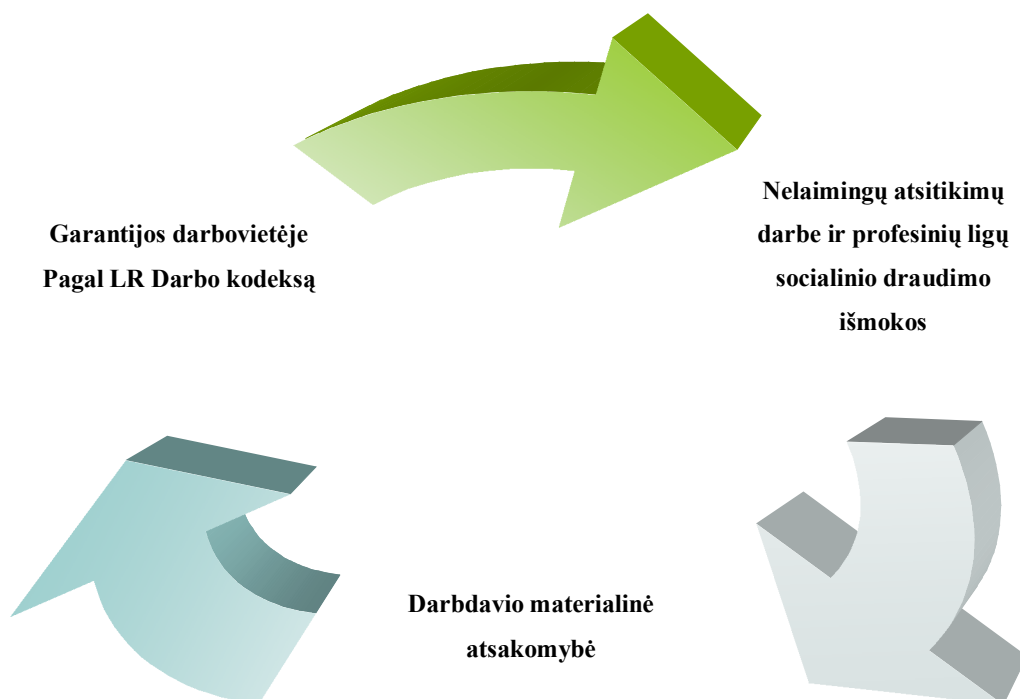 Garantijos darbovietėje
Pagal LR Darbo kodeksą
Nelaimingų atsitikimų
darbe ir profesinių ligų
socialinio draudimo
išmokos
Darbdavio materialinė
atsakomybė